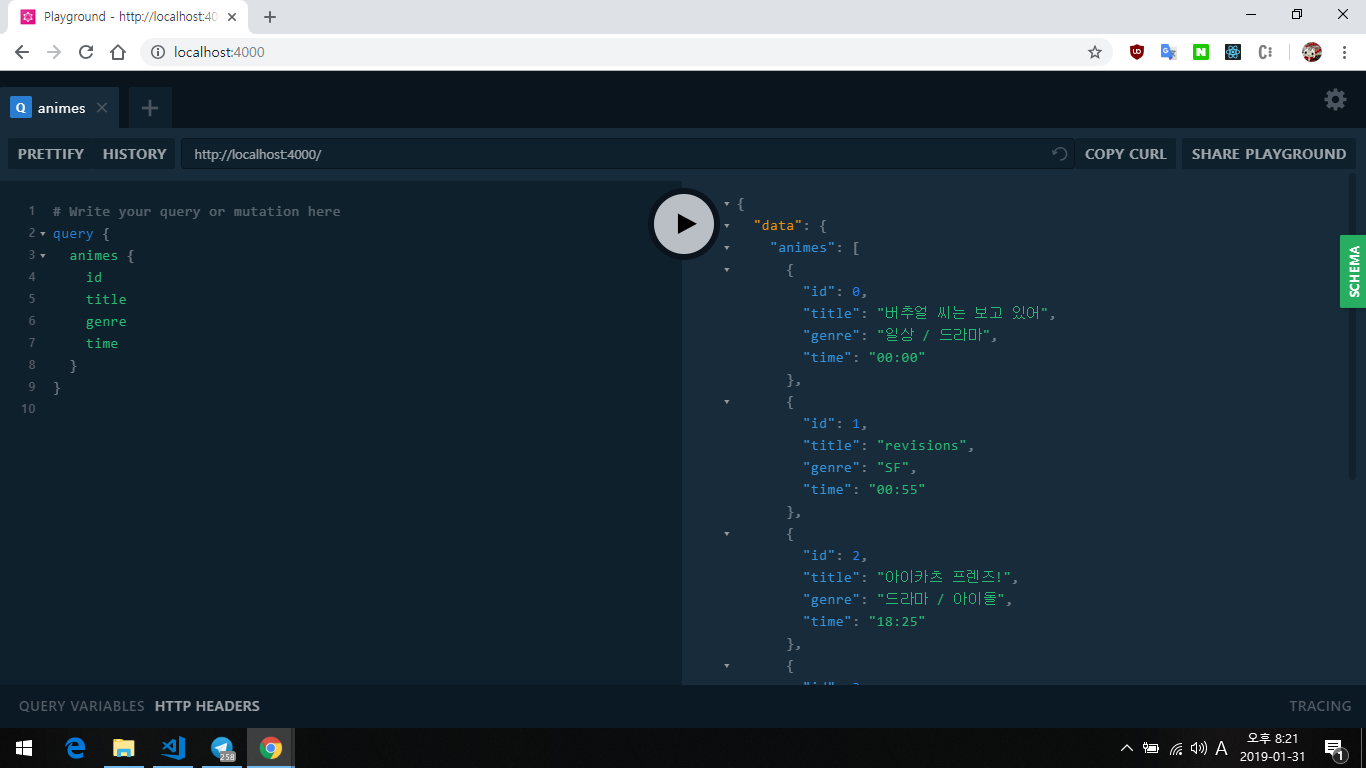 Playground - http://localhost:40
localhost:4000
Q animes
PRETTIFY HISTORY http://localhost:4000/ COPY CURL SHARE PLAYGROUND
1 # Write your query or mutation here
2 query {
3 animes {
4 id
5 title
6 genre
7 time
8 }
9 }
10
{
"data": {
"animes": [
{
"id": 0,
"title": "버추얼 씨는 보고 있어",
"genre": "일상 / 드라마",
"time": "00:00"
},
{
"id": 1,
"title": "revisions",
"genre": "SF",
"time": "00:55"
},
{
"id": 2,
"title": "아이카츠 프렌즈!",
"genre": "드라마 / 아이돌",
"time": "18:25"
},
{
SCHEMA
QUERY VARIABLES HTTP HEADERS TRACING
258
A 오후 8:21
2019-01-31
1